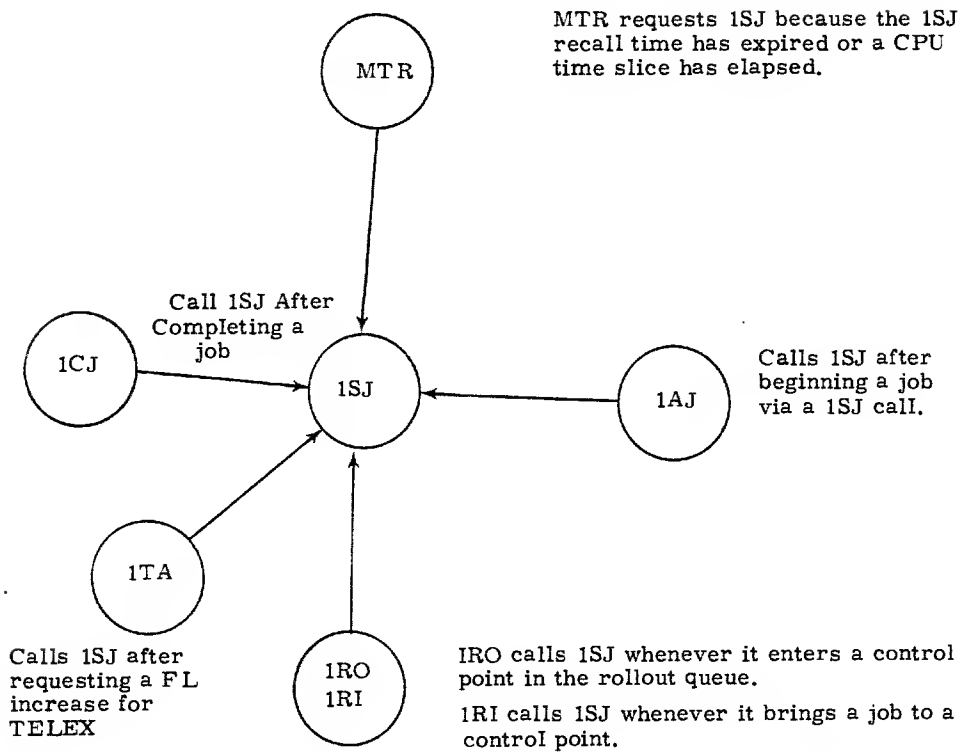 MTR requests 1SJ because the 1SJ
recall time has expired or a CPU
time slice has elapsed.
MTR
Call 1SJ After
Completing a
job
1CJ
1SJ
1AJ
Calls 1SJ after
beginning a job
via a 1SJ call.
1TA
Calls 1SJ after
requesting a FL
increase for
TELEX
1RO
1RI
IRO calls 1SJ whenever it enters a control
point in the rollout queue.
1RI calls 1SJ whenever it brings a job to a
control point.